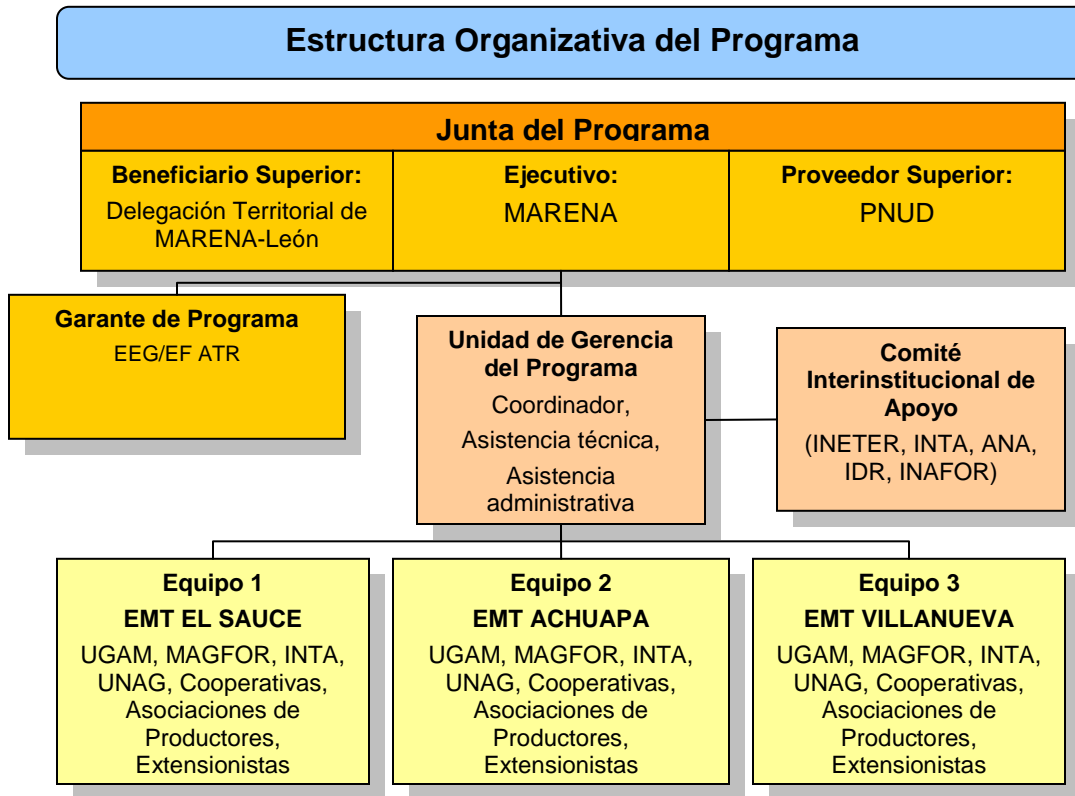 Estructura Organizativa del Programa
Junta del Programa
Beneficiario Superior:
Delegación Territorial de
MARENA-León
Ejecutivo:
MARENA
Proveedor Superior:
PNUD
Garante de Programa
EEG/EF ATR
Unidad de Gerencia
del Programa
Coordinador,
Asistencia técnica,
Asistencia
administrativa
Comité
Interinstitucional de
Apoyo
(INETER, INTA, ANA,
IDR, INAFOR)
Equipo 1
EMT EL SAUCE
UGAM, MAGFOR, INTA,
UNAG, Cooperativas,
Asociaciones de
Productores,
Extensionistas
Equipo 2
EMT ACHUAPA
UGAM, MAGFOR, INTA,
UNAG, Cooperativas,
Asociaciones de
Productores,
Extensionistas
Equipo 3
EMT VILLANUEVA
UGAM, MAGFOR, INTA,
UNAG, Cooperativas,
Asociaciones de
Productores,
Extensionistas